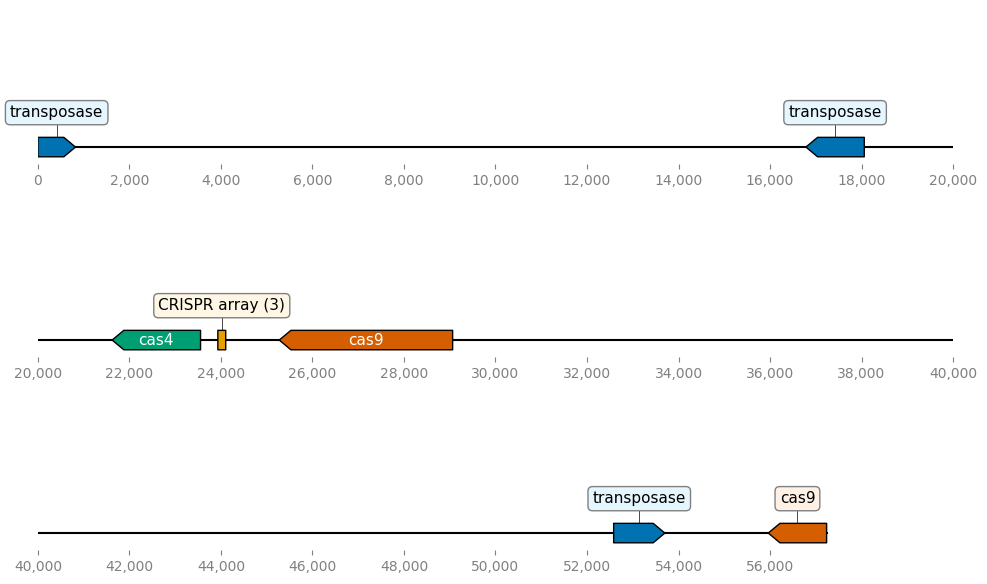 transposase transposase
0 2,000 4,000 6,000 8,000 10,000 12,000 14,000 16,000 18,000 20,000
CRISPR array (3)
cas4 cas9
20,000 22,000 24,000 26,000 28,000 30,000 32,000 34,000 36,000 38,000 40,000
transposase cas9
40,000 42,000 44,000 46,000 48,000 50,000 52,000 54,000 56,000